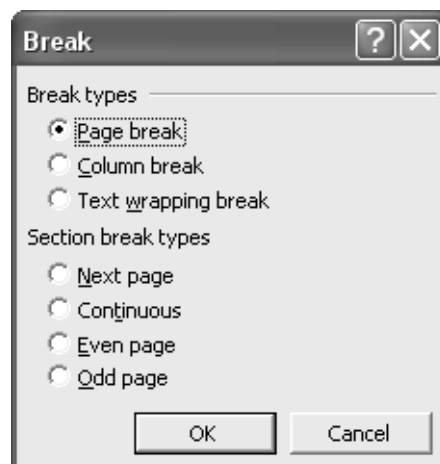 Break
Break types
Page break
Column break
Text wrapping break
Section break types
Next page
Continuous
Even page
Odd page
OK Cancel